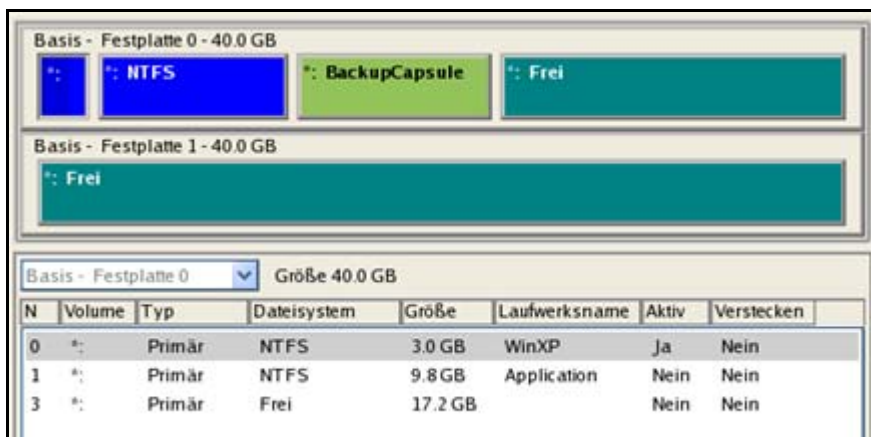 Basis - Festplatte 0 - 40.0 GB
*: *: NTFS *: BackupCapsule *: Frei
Basis - Festplatte 1 - 40.0 GB
*: Frei
Basis - Festplatte 0 Größe 40.0 GB
N Volume Typ Dateisystem Größe Laufwerksname Aktiv Verstecken
0 *: Primär NTFS 3.0 GB WinXP Ja Nein
1 *: Primär NTFS 9.8 GB Application Nein Nein
3 *: Primär Frei 17.2 GB Nein Nein